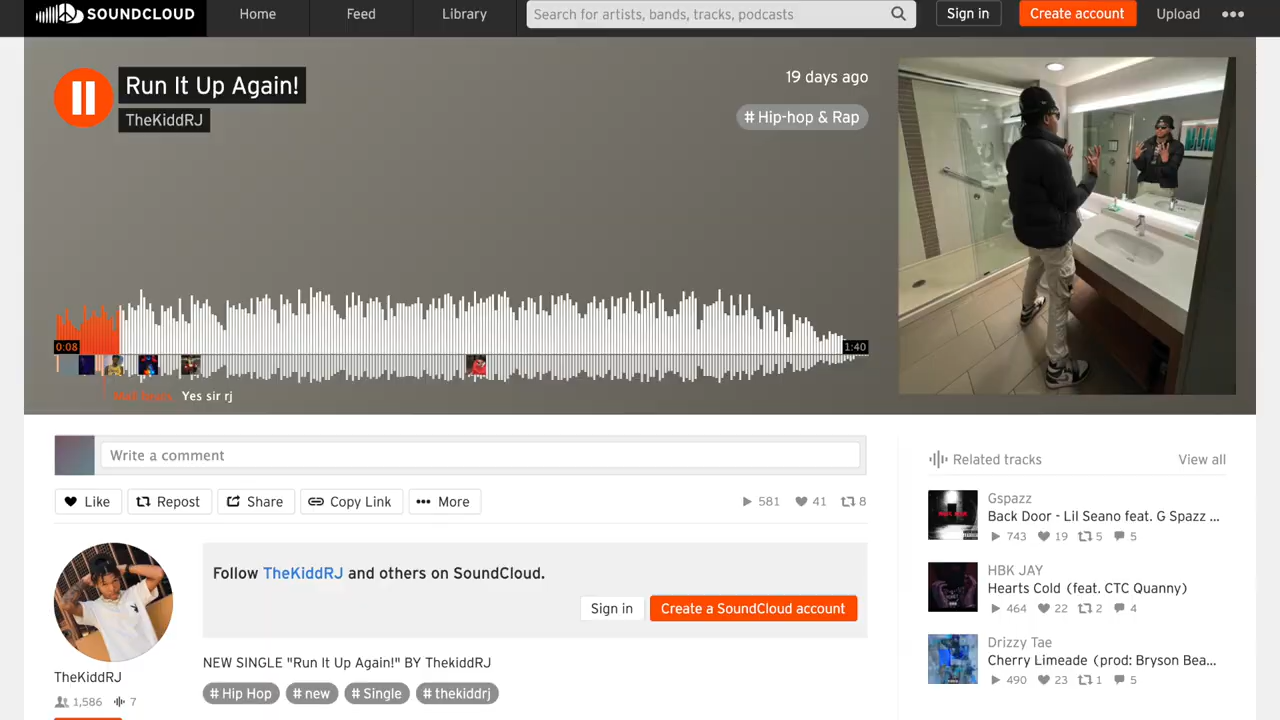 SOUNDCLOUD
Home
Feed
Library
Search for artists, bands, tracks, podcasts
Sign in
Create account
Upload
Run It Up Again!
TheKiddRJ
19 days ago
# Hip-hop & Rap
0:08
1:40
Yes sir rj
Write a comment
Like
Repost
Share
Copy Link
More
581
41
8
Related tracks
View all
Gspazz
Back Door - Lil Seano feat. G Spazz ...
743 19 5 5
HBK JAY
Hearts Cold (feat. CTC Quanny)
464 22 2 4
Drizzy Tae
Cherry Limeade (prod: Bryson Bea...
490 23 1 5
Follow TheKiddRJ and others on SoundCloud.
Sign in
Create a SoundCloud account
TheKiddRJ
1,586 7
NEW SINGLE "Run It Up Again!" BY ThekiddRJ
# Hip Hop
# new
# Single
# thekiddrj